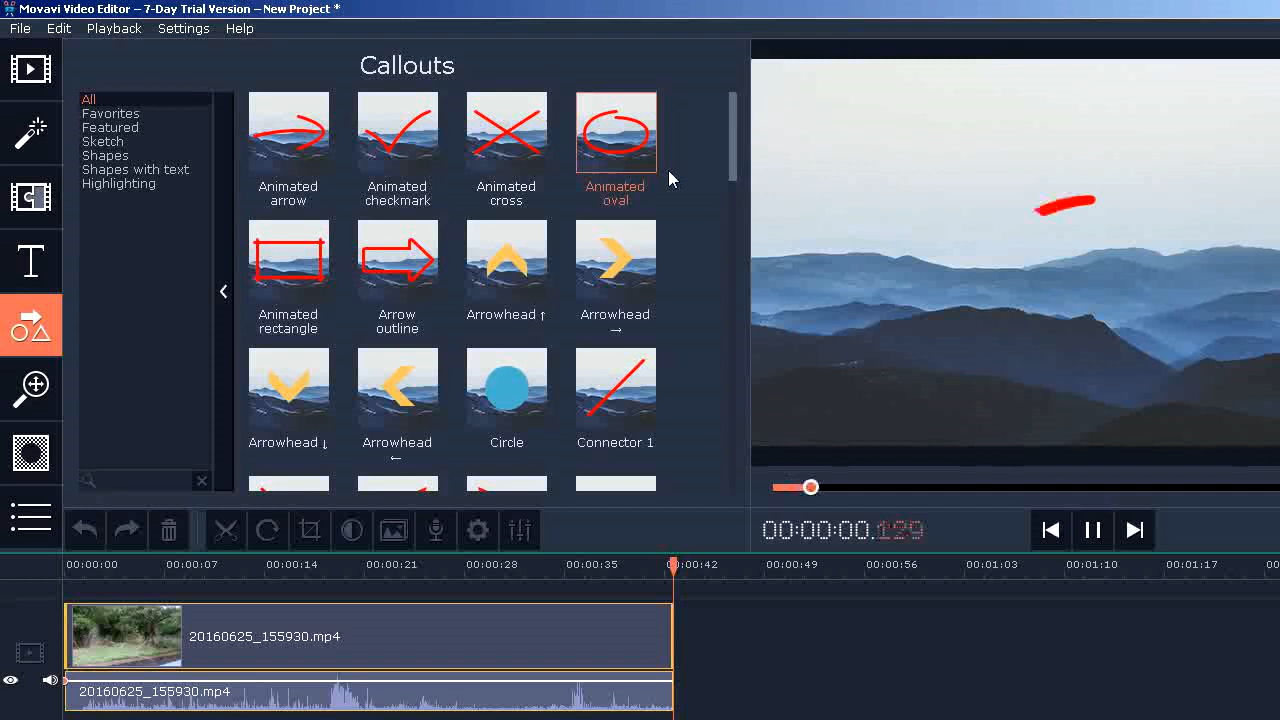 Movavi Video Editor – 7-Day Trial Version – New Project *
File Edit Playback Settings Help
Callouts
All
Favorites
Featured
Sketch
Shapes
Shapes with text
Highlighting
Animated arrow
Animated checkmark
Animated cross
Animated oval
Animated rectangle
Arrow outline
Arrowhead ↑
Arrowhead →
Arrowhead ↓
Arrowhead ←
Circle
Connector 1
00:00:00.199
00:00:00 00:00:07 00:00:14 00:00:21 00:00:28 00:00:35 00:00:42 00:00:49 00:00:56 00:01:03 00:01:10 00:01:17
20160625_155930.mp4
20160625_155930.mp4